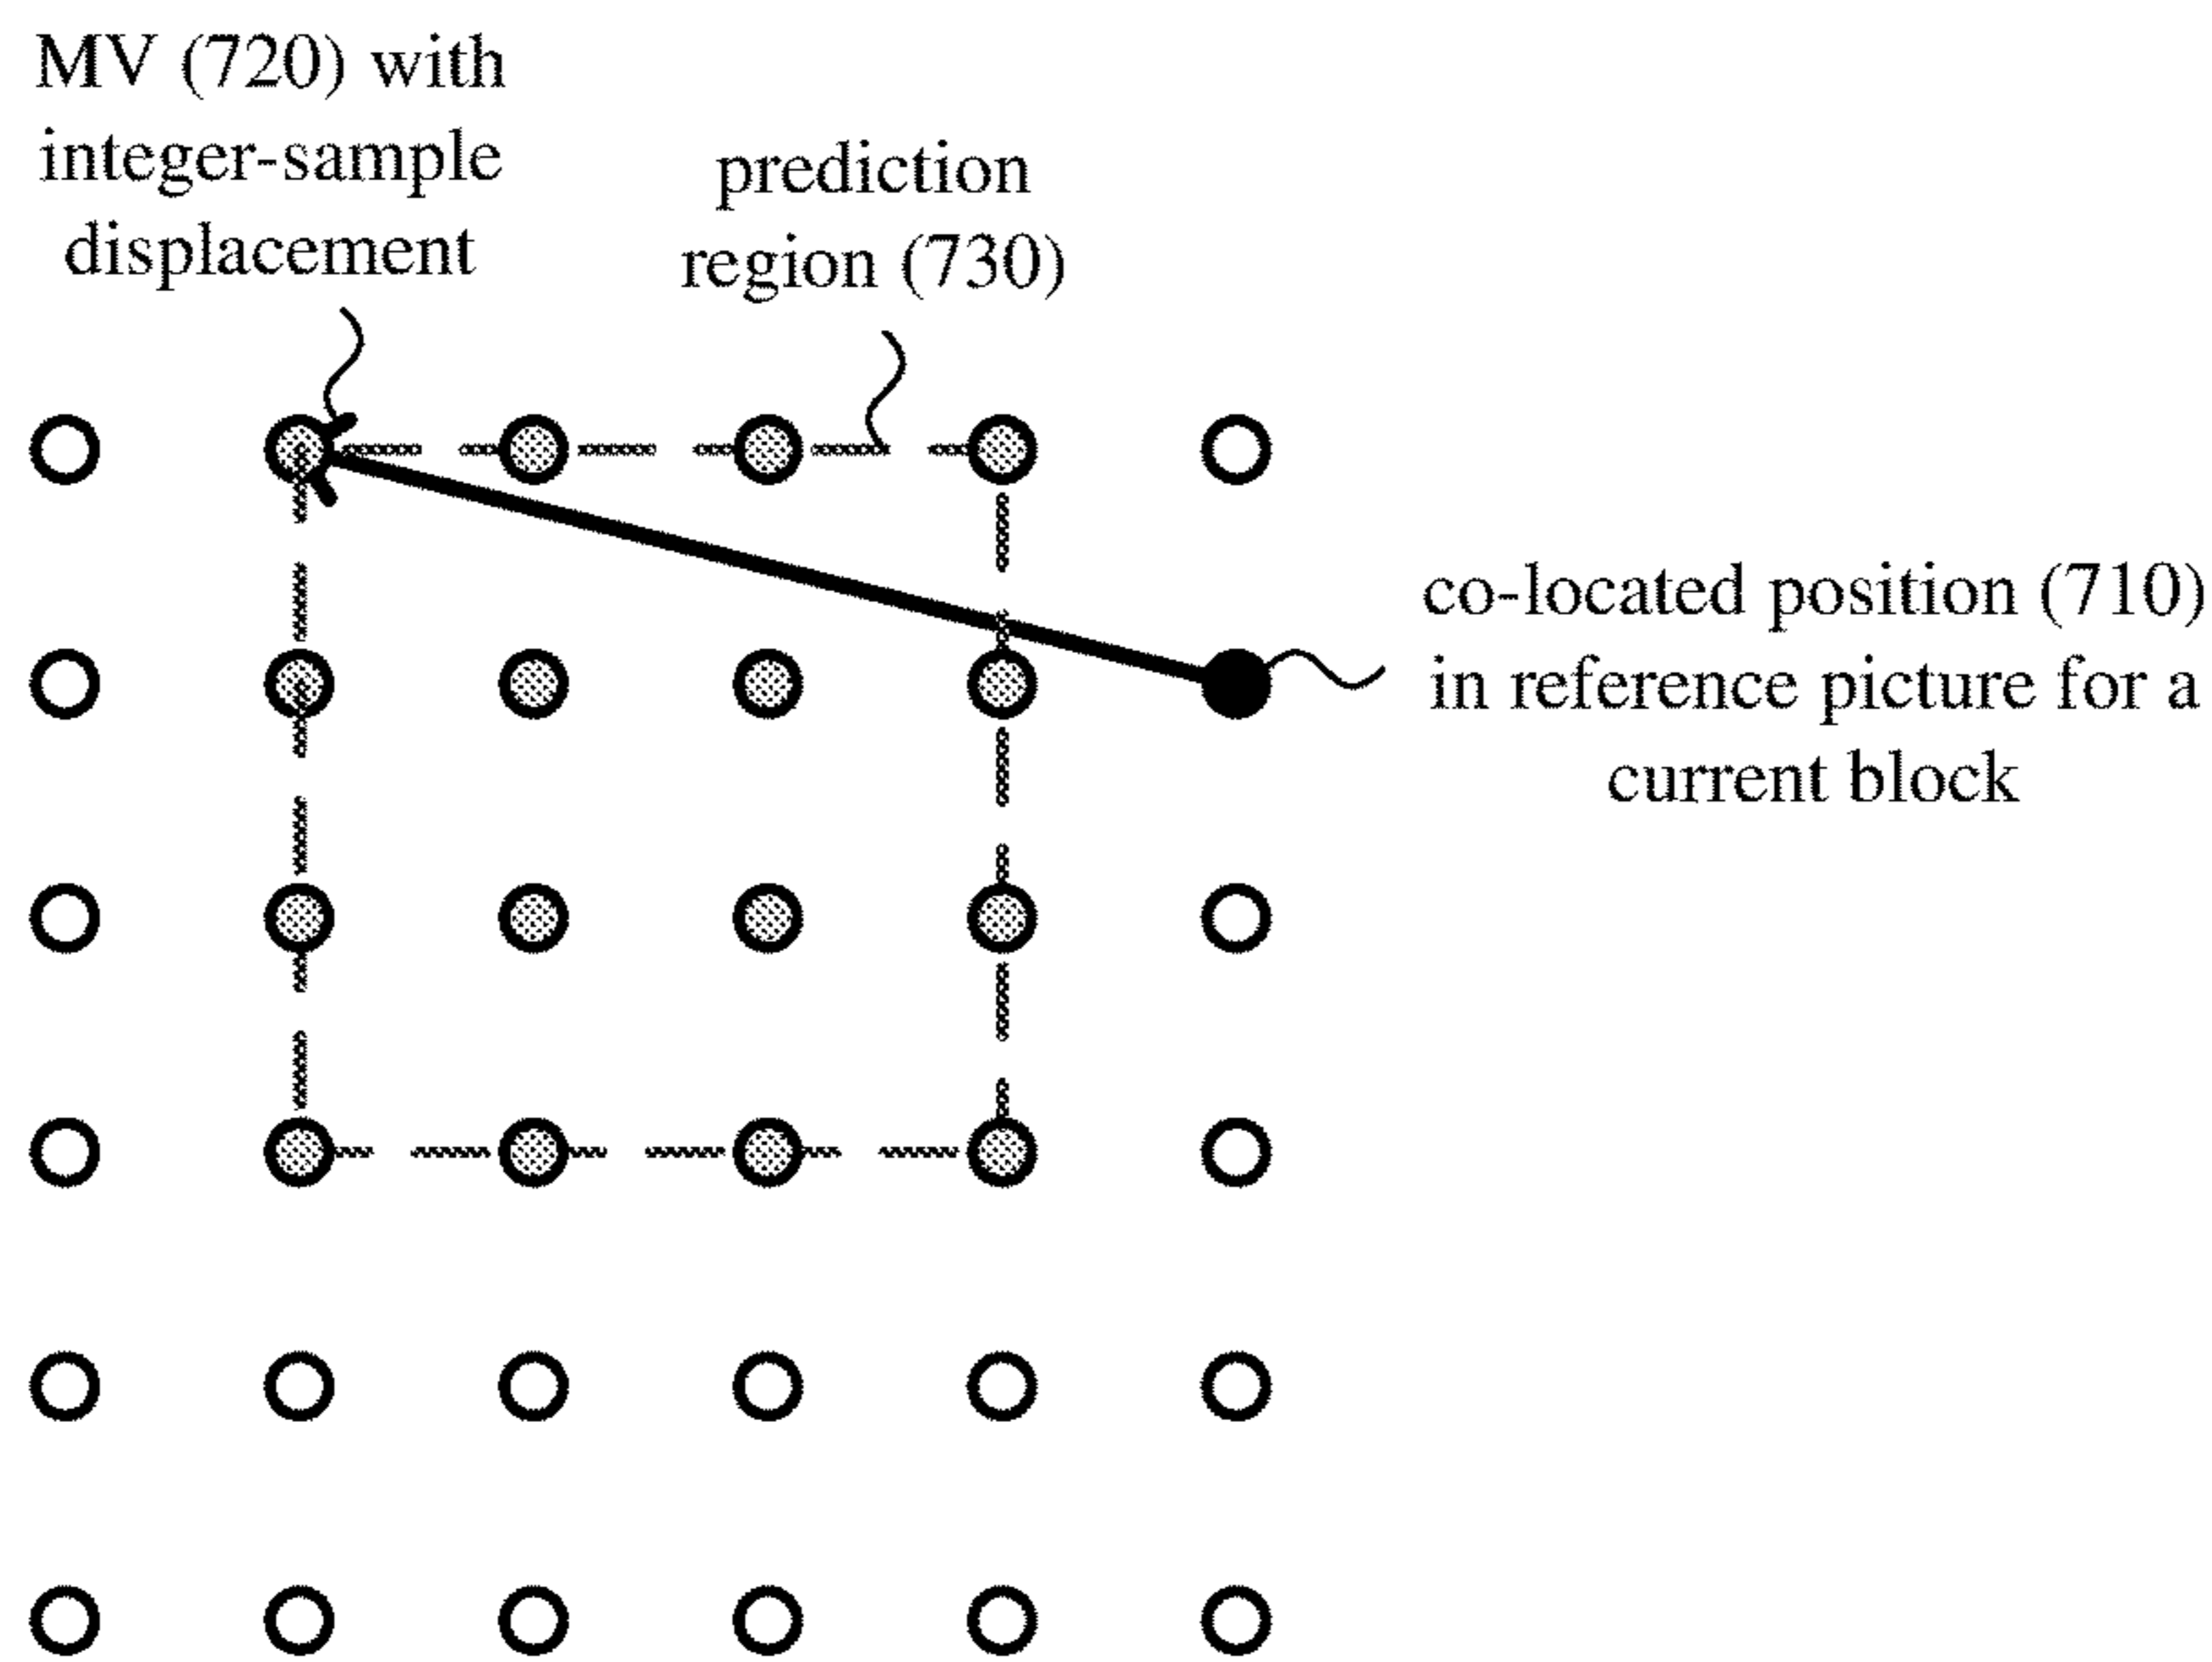 MV (720) with
integer-sample
displacement
prediction
region (730)
co-located position (710)
in reference picture for a
current block